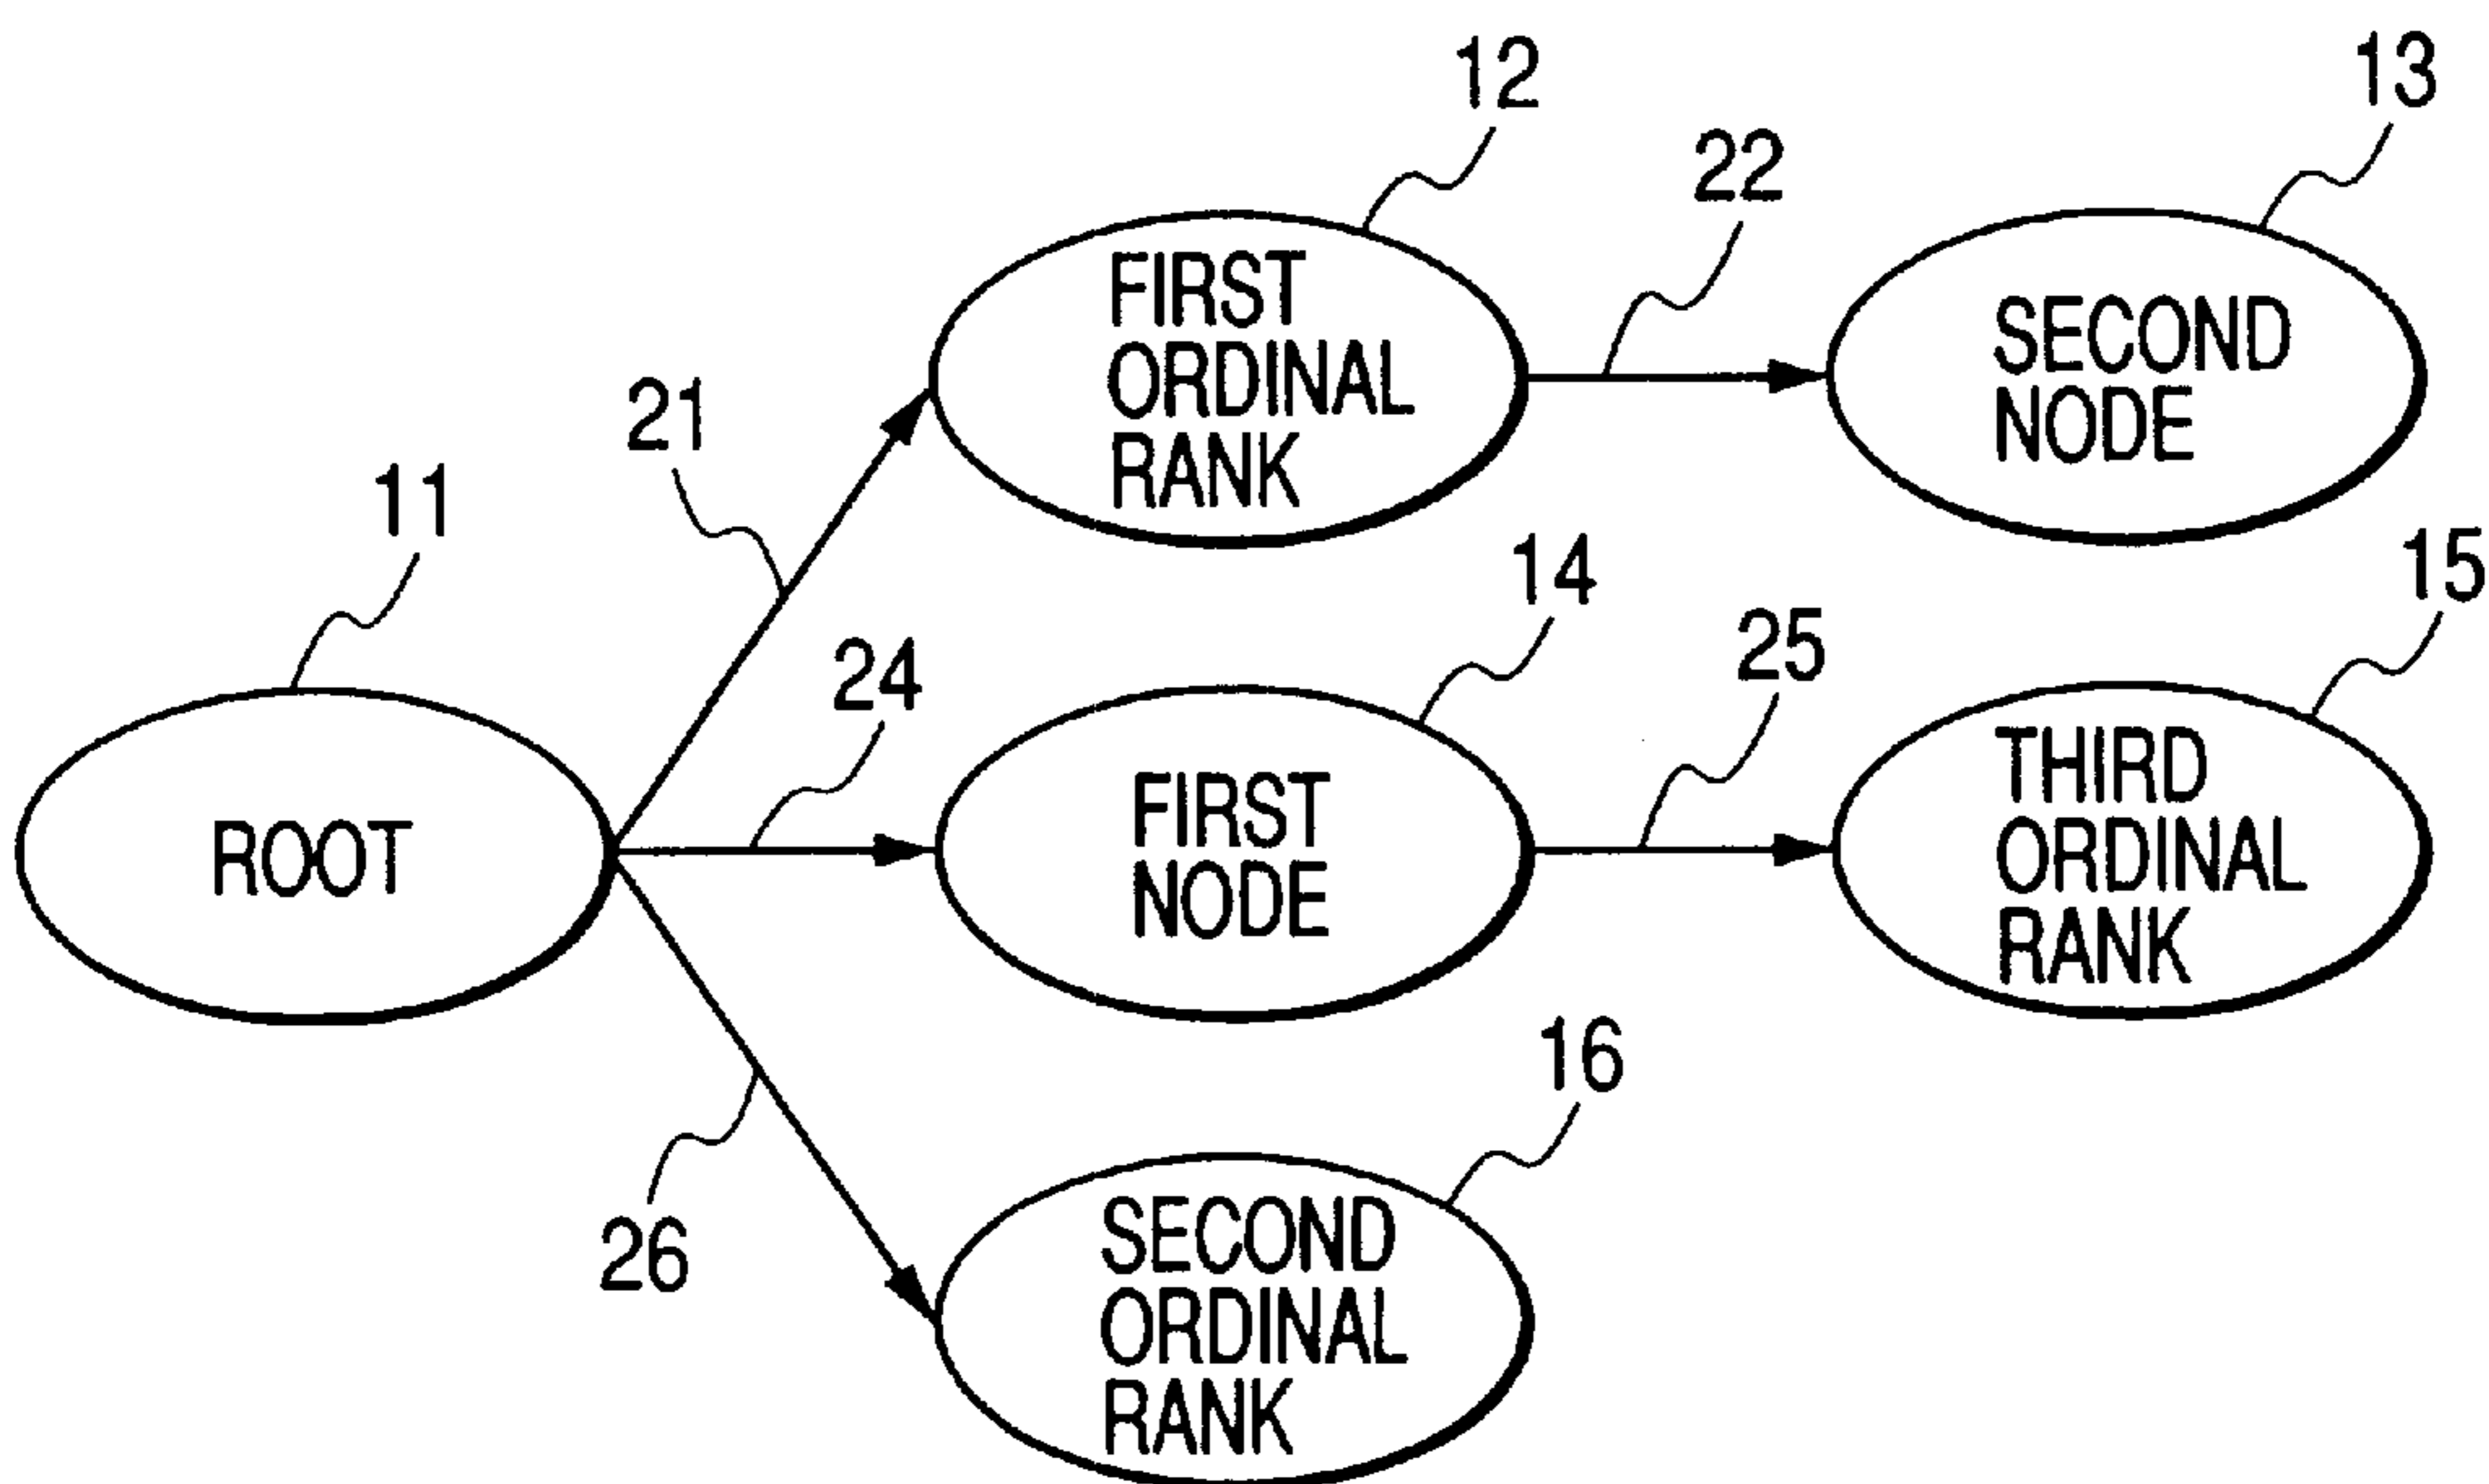 12
13
22
FIRST
ORDINAL
RANK
SECOND
NODE
21
11
14
15
24
25
ROOT
FIRST
NODE
THIRD
ORDINAL
RANK
16
26
SECOND
ORDINAL
RANK